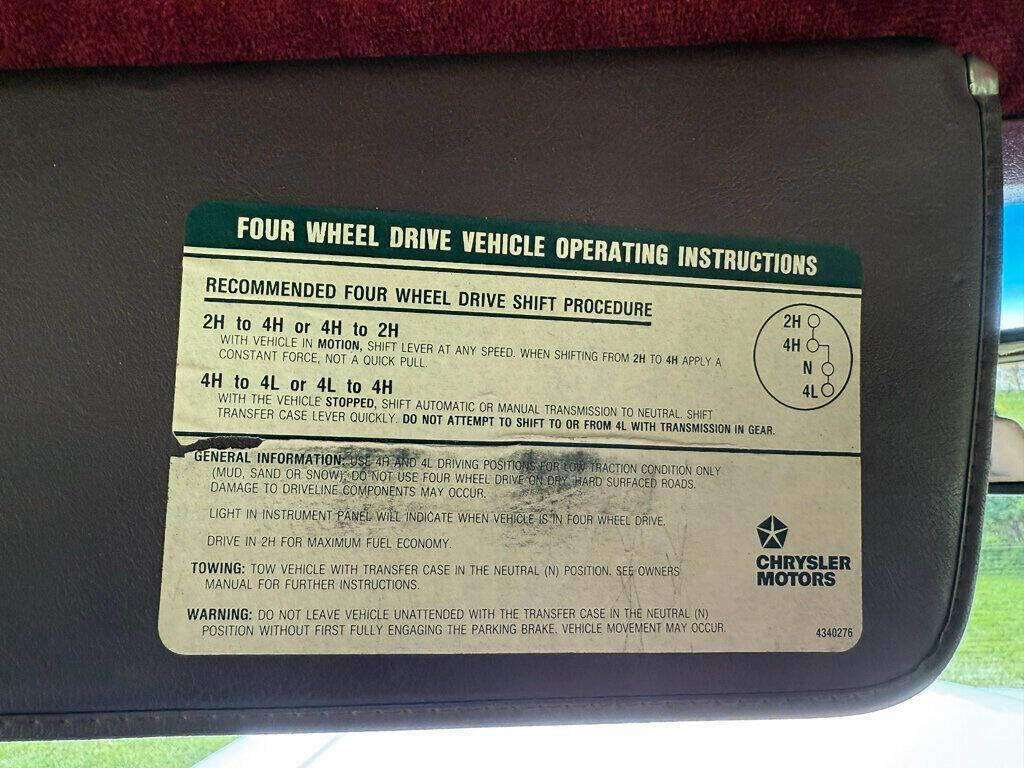 FOUR WHEEL DRIVE VEHICLE OPERATING INSTRUCTIONS
RECOMMENDED FOUR WHEEL DRIVE SHIFT PROCEDURE
2H to 4H or 4H to 2H
WITH VEHICLE IN MOTION, SHIFT LEVER AT ANY SPEED. WHEN SHIFTING FROM 2H TO 4H APPLY A
CONSTANT FORCE, NOT A QUICK PULL.
4H to 4L or 4L to 4H
WITH THE VEHICLE STOPPED, SHIFT AUTOMATIC OR MANUAL TRANSMISSION TO NEUTRAL. SHIFT
TRANSFER CASE LEVER QUICKLY. DO NOT ATTEMPT TO SHIFT TO OR FROM 4L WITH TRANSMISSION IN GEAR.
2H
4H
N
4L
GENERAL INFORMATION: USE 4H AND 4L DRIVING POSITIONS FOR LOW TRACTION CONDITION ONLY
(MUD, SAND OR SNOW). DO NOT USE FOUR WHEEL DRIVE ON DRY, HARD SURFACED ROADS.
DAMAGE TO DRIVELINE COMPONENTS MAY OCCUR.
LIGHT IN INSTRUMENT PANEL WILL INDICATE WHEN VEHICLE IS IN FOUR WHEEL DRIVE.
DRIVE IN 2H FOR MAXIMUM FUEL ECONOMY.
TOWING: TOW VEHICLE WITH TRANSFER CASE IN THE NEUTRAL (N) POSITION. SEE OWNERS
MANUAL FOR FURTHER INSTRUCTIONS.
WARNING: DO NOT LEAVE VEHICLE UNATTENDED WITH THE TRANSFER CASE IN THE NEUTRAL (N)
POSITION WITHOUT FIRST FULLY ENGAGING THE PARKING BRAKE. VEHICLE MOVEMENT MAY OCCUR.
CHRYSLER
MOTORS
4340276